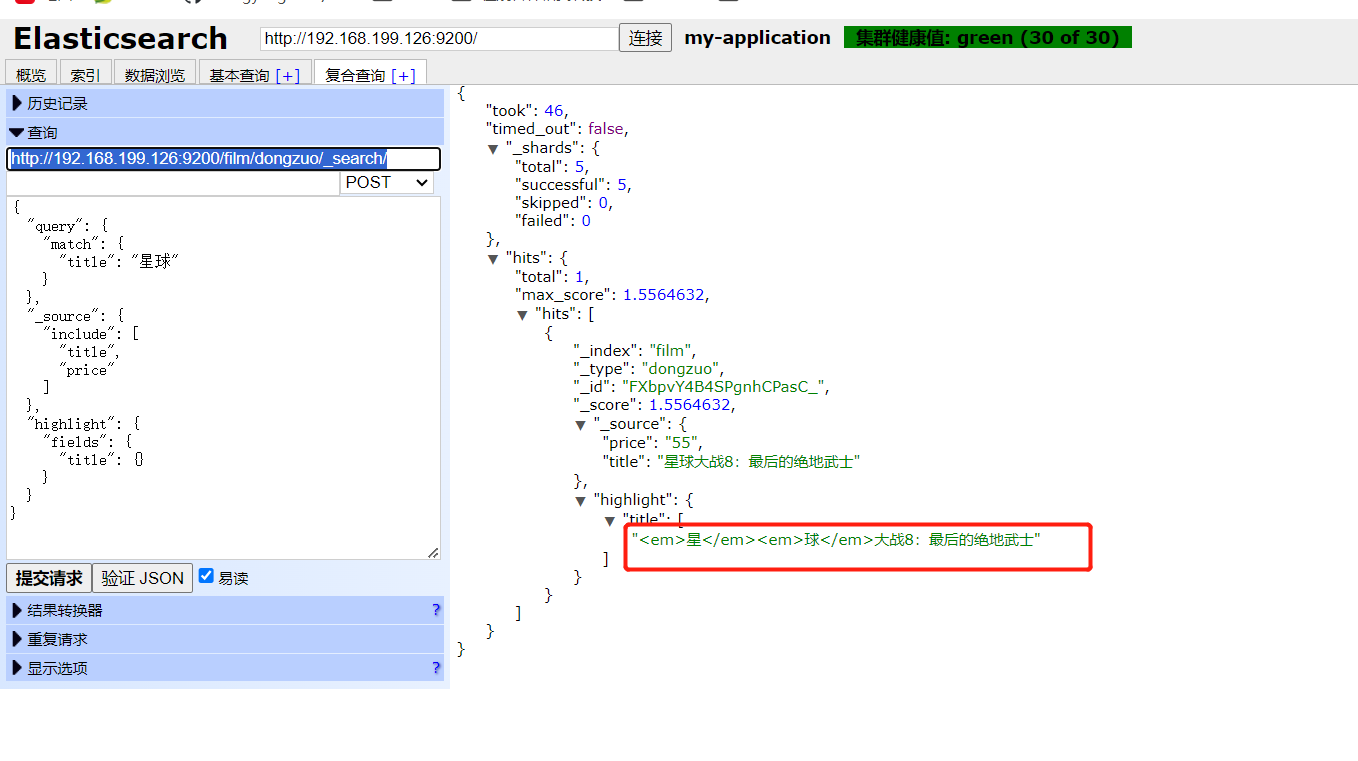 Elasticsearch
http://192.168.199.126:9200/
连接
my-application
集群健康值: green (30 of 30)
概览
索引
数据浏览
基本查询 [+]
复合查询 [+]
历史记录
查询
http://192.168.199.126:9200/film/dongzuo/_search/
POST
{
"query": {
"match": {
"title": "星球"
}
},
"_source": {
"include": [
"title",
"price"
]
},
"highlight": {
"fields": {
"title": {}
}
}
}
提交请求
验证 JSON
易读
结果转换器
?
重复请求
显示选项
?
{
"took": 46,
"timed_out": false,
"_shards": {
"total": 5,
"successful": 5,
"skipped": 0,
"failed": 0
},
"hits": {
"total": 1,
"max_score": 1.5564632,
"hits": [
{
"_index": "film",
"_type": "dongzuo",
"_id": "FXbpvY4B4SPgnhCPasC_",
"_score": 1.5564632,
"_source": {
"price": "55",
"title": "星球大战8：最后的绝地武士"
},
"highlight": {
"title": [
"<em>星</em><em>球</em>大战8：最后的绝地武士"
]
}
}
]
}
}